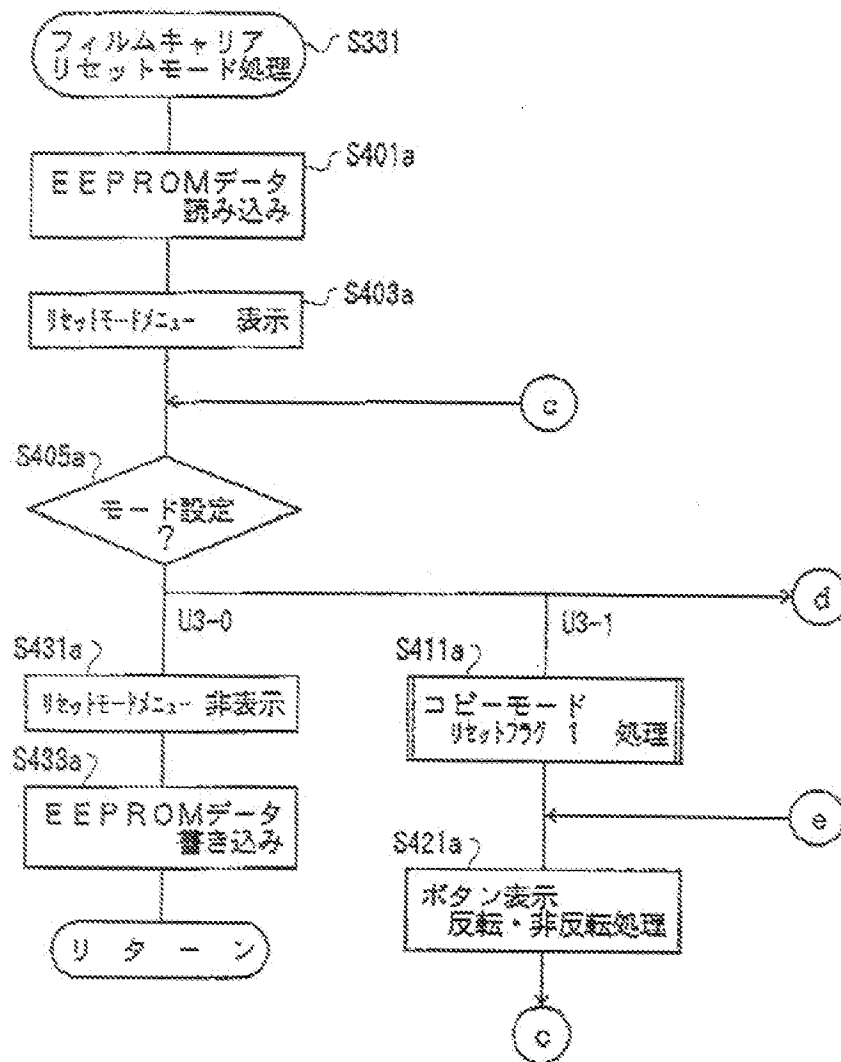 フィルムキャリア
リセットモード処理
S331
S401a
EEPROMデータ
読み込み
S403a
リセットモードメニュー 表示
c
S405a
モード設定
?
d
U3-0
U3-1
S431a
リセットモードメニュー 非表示
S411a
コピーモード
リセットフラグ 1 処理
S433a
EEPROMデータ
書き込み
e
S421a
ボタン表示
反転・非反転処理
リターン
c